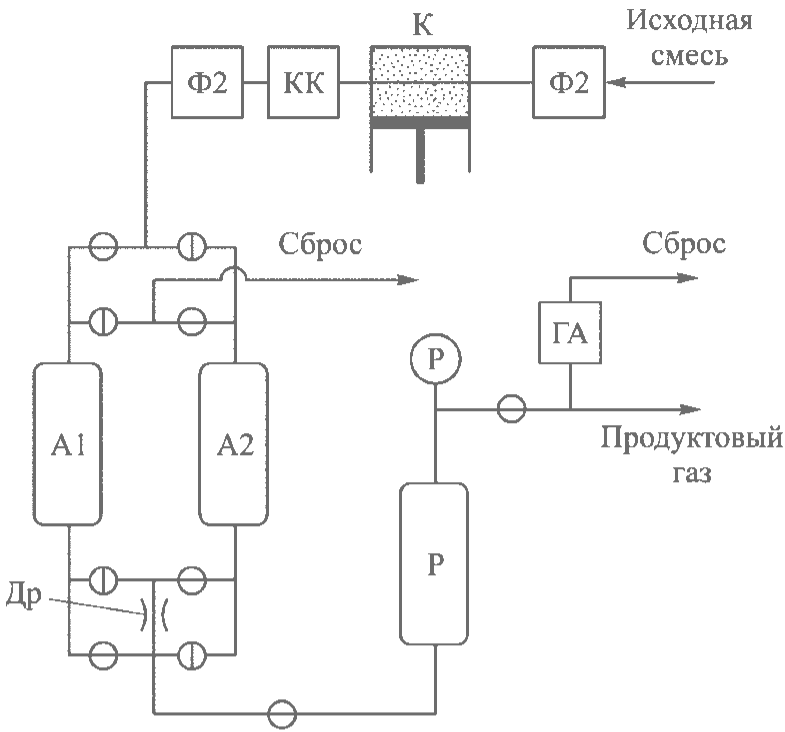 К
Исходная
смесь
Ф2
КК
Ф2
Сброс
Сброс
ГА
Р
А1
А2
Продуктовый
газ
Р
Др